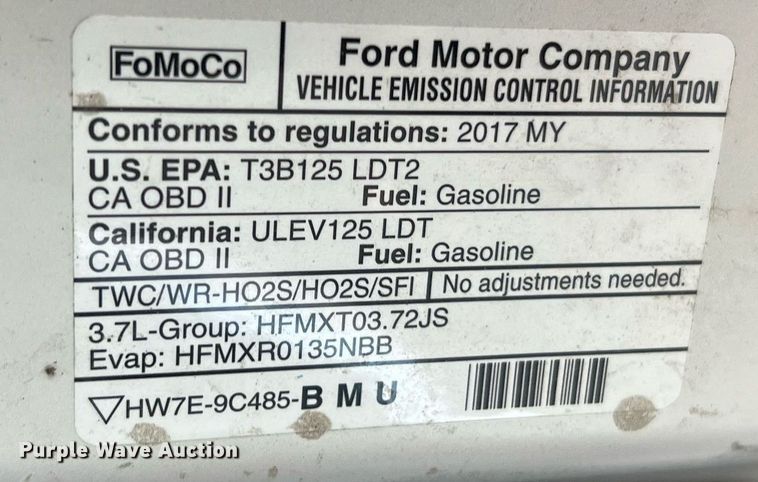 FoMoCo
Ford Motor Company
VEHICLE EMISSION CONTROL INFORMATION
Conforms to regulations: 2017 MY
U.S. EPA: T3B125 LDT2
CA OBD II Fuel: Gasoline
California: ULEV125 LDT
CA OBD II Fuel: Gasoline
TWC/WR-HO2S/HO2S/SFI No adjustments needed.
3.7L-Group: HFMXT03.72JS
Evap: HFMXR0135NBB
▽HW7E-9C485-B M U
Purple Wave Auction